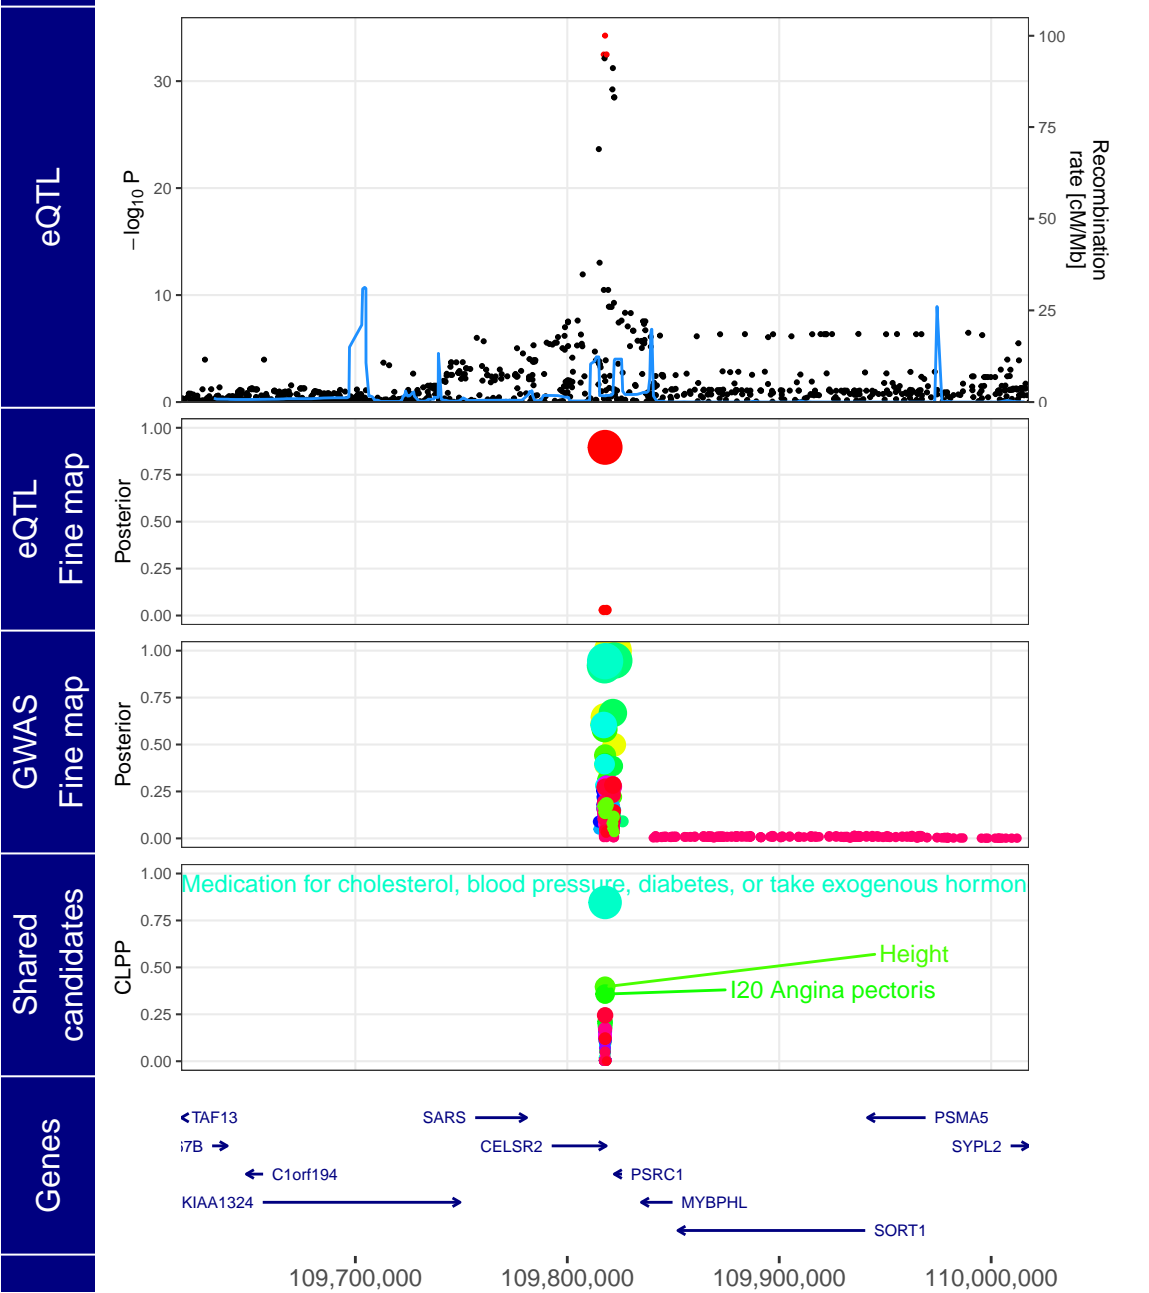 eQTL
−log10 P
30
20
10
0
100
75
50
25
0
Recombination
rate [cM/Mb]
eQTL
Fine map
Posterior
1.00
0.75
0.50
0.25
0.00
GWAS
Fine map
Posterior
1.00
0.75
0.50
0.25
0.00
Shared
candidates
CLPP
1.00
0.75
0.50
0.25
0.00
Medication for cholesterol, blood pressure, diabetes, or take exogenous hormon
Height
I20 Angina pectoris
Genes
TAF13
SARS
PSMA5
67B
CELSR2
SYPL2
C1orf194
PSRC1
KIAA1324
MYBPHL
SORT1
109,700,000
109,800,000
109,900,000
110,000,000